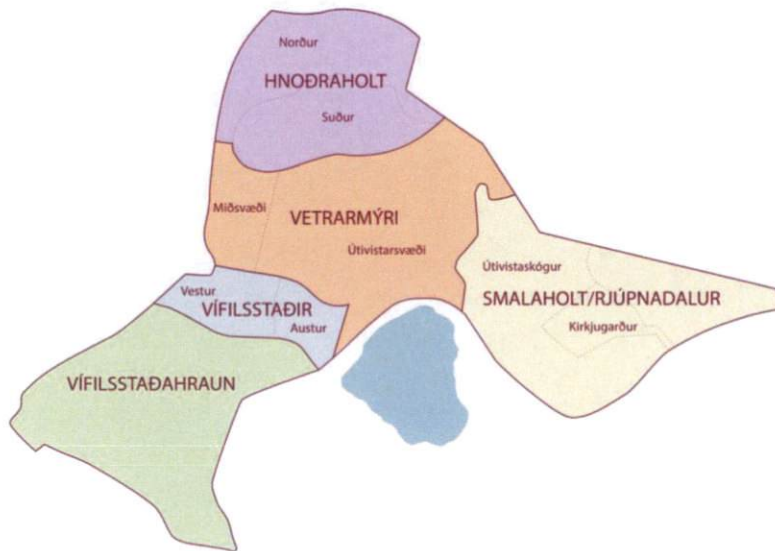 Norður
HNOÐRAHOLT
Suður
Miðsvæði
VETRARMÝRI
Útivistarsvæði
Útivistaskógur
SMALAHOLT/RJÚPNADALUR
Kirkjugarður
Vestur
VÍFILSSTAÐIR
Austur
VÍFILSSTAÐAHRAUN